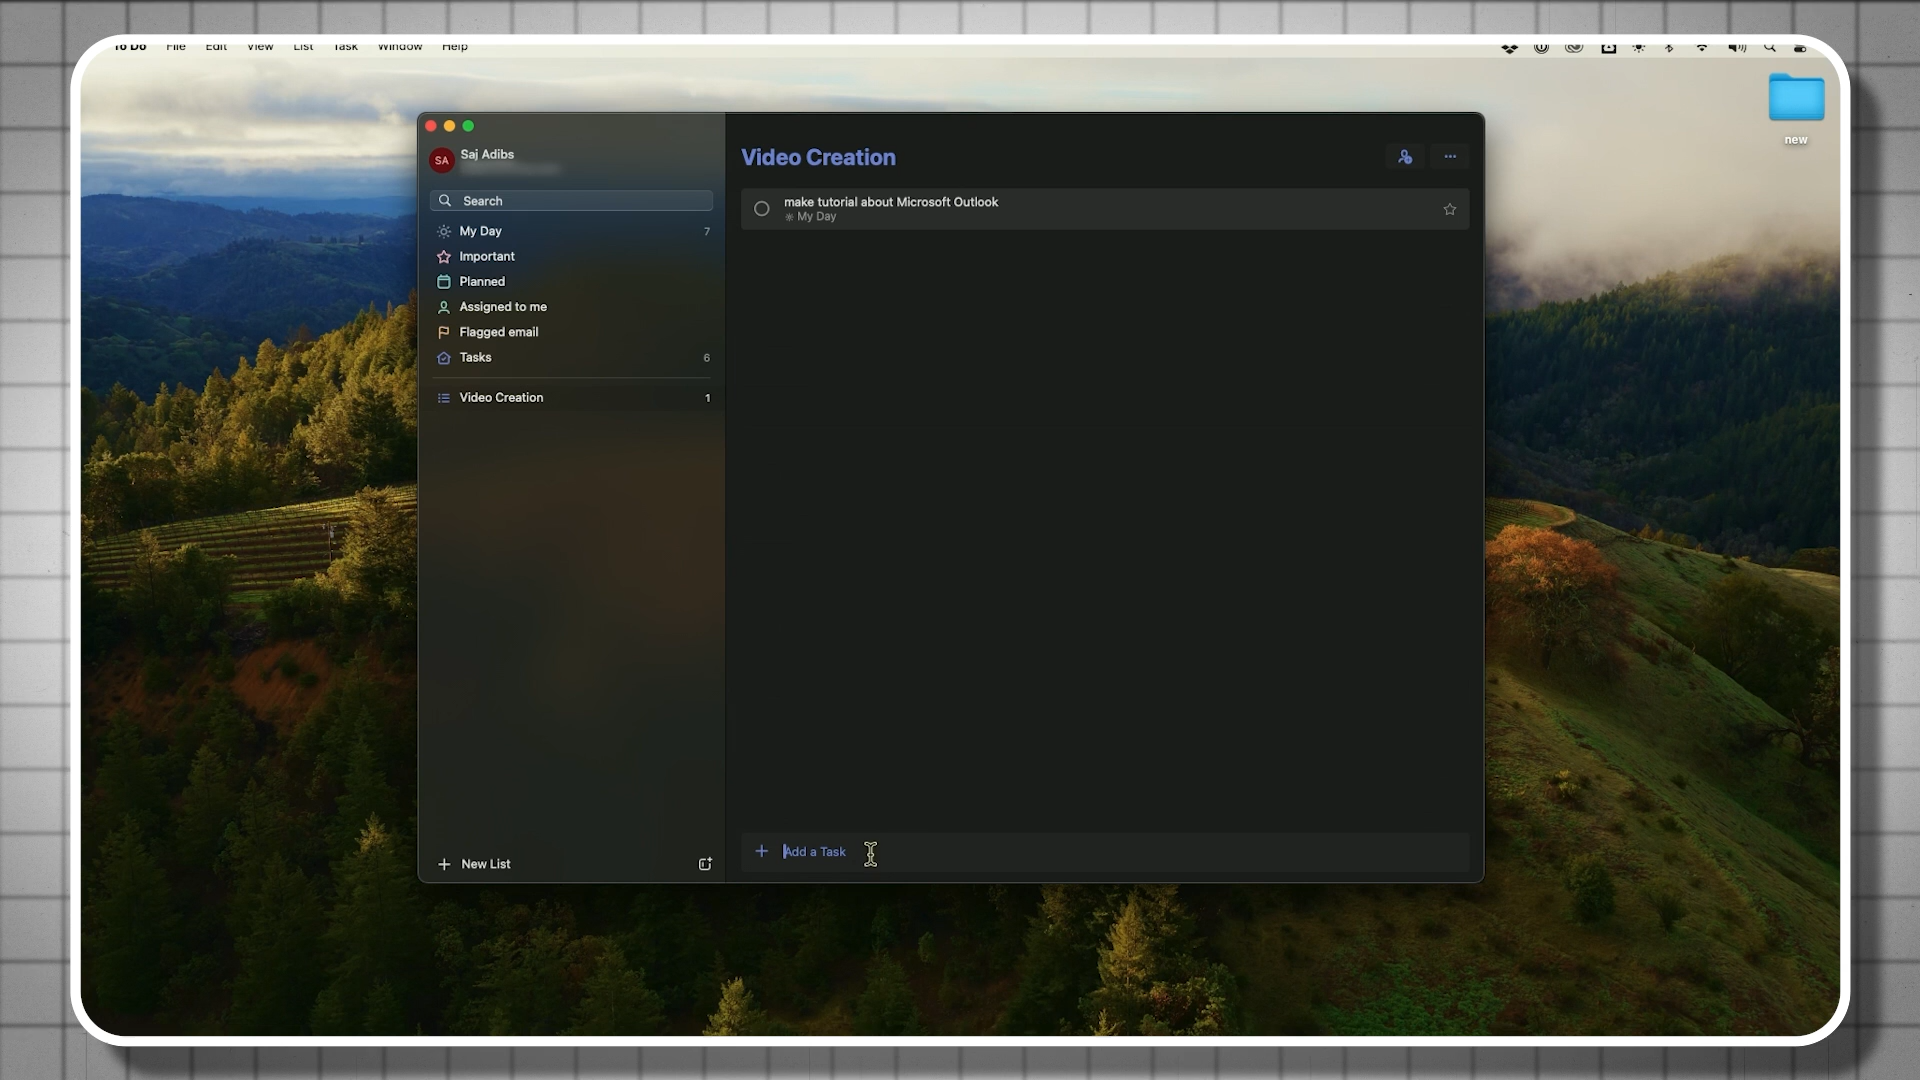 To Do File Edit View List Task Window Help
new
SA Saj Adibs
Search
My Day 7
Important
Planned
Assigned to me
Flagged email
Tasks 6
Video Creation 1
New List
Video Creation
make tutorial about Microsoft Outlook
My Day
Add a Task